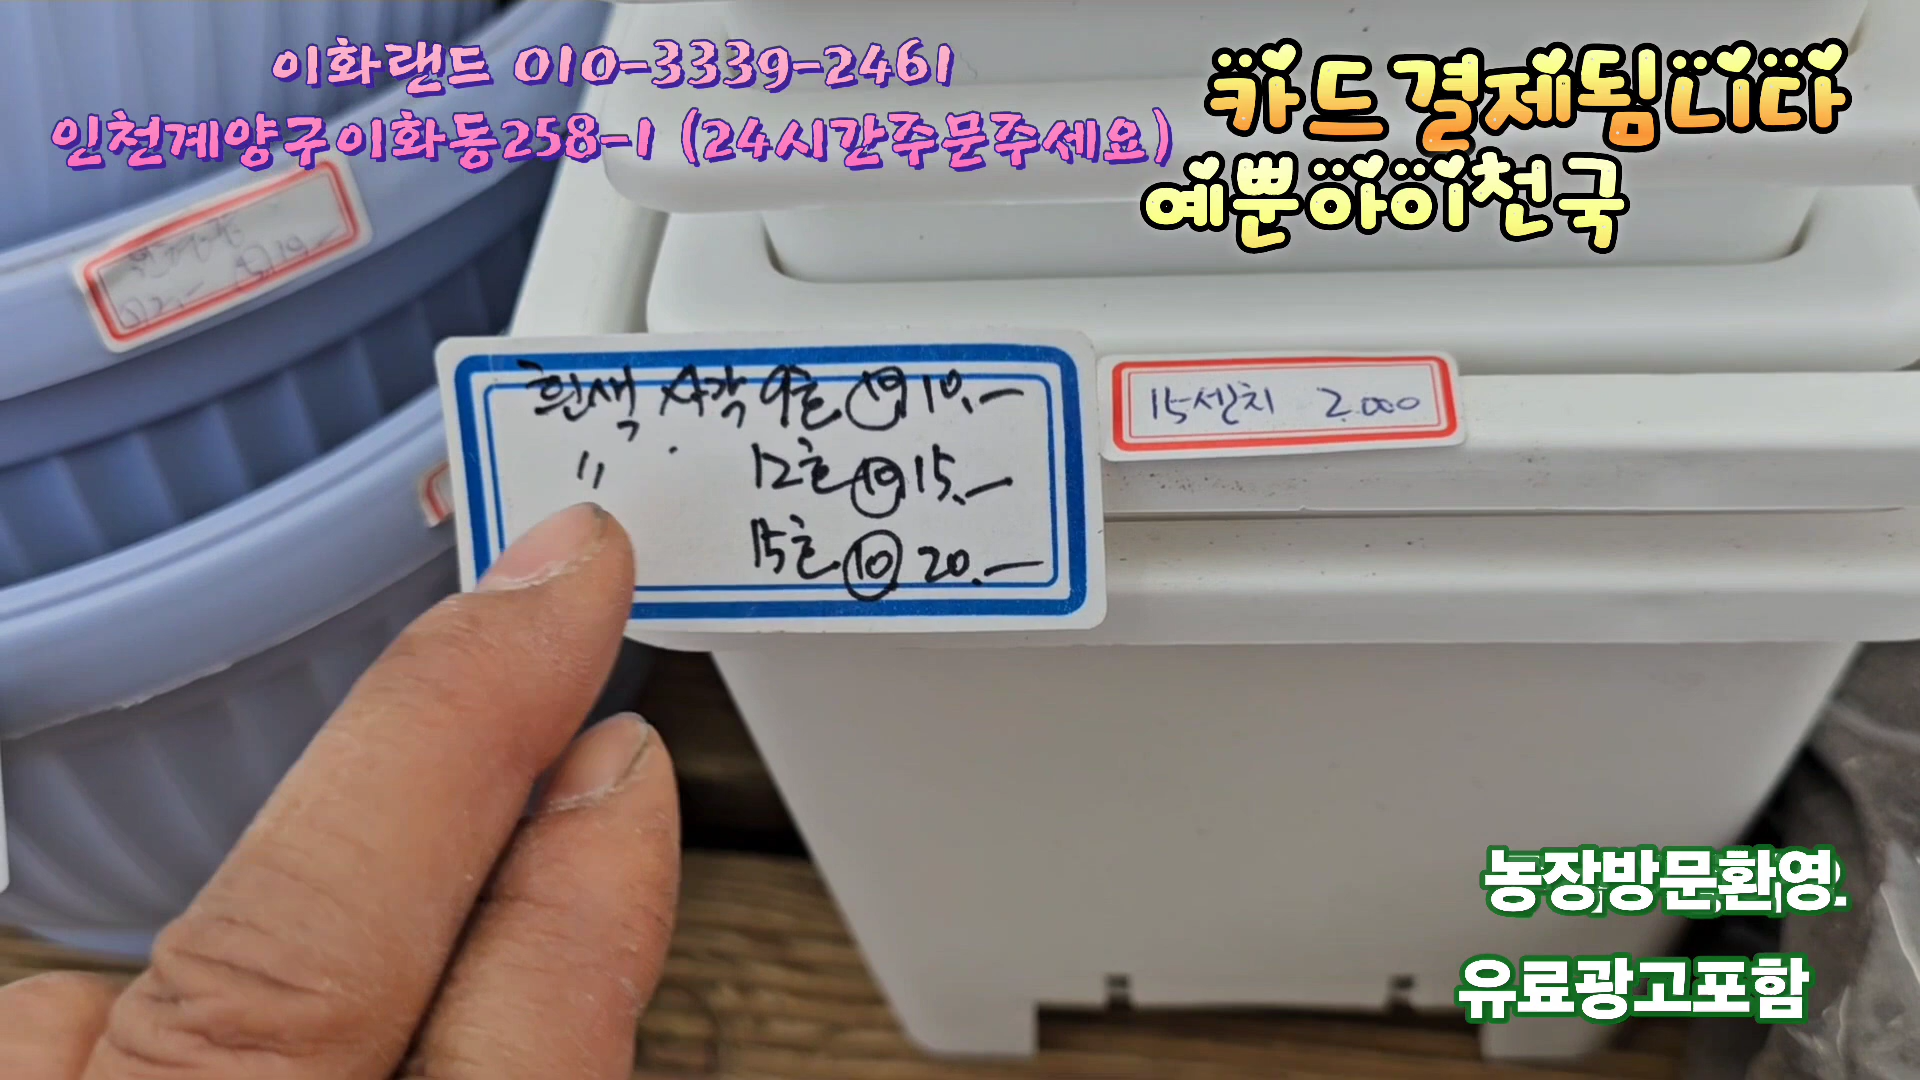 이화랜드 010-3339-2461
인천계양구이화동258-1 (24시간주문주세요)
카드결제됩니다
예쁜아이천국
흰색 사각 9호 ⑩ 10.—
〃 12호 ⑩ 15.—
15호 ⑩ 20.—
15센치 2.000
농장방문환영.
유료광고포함